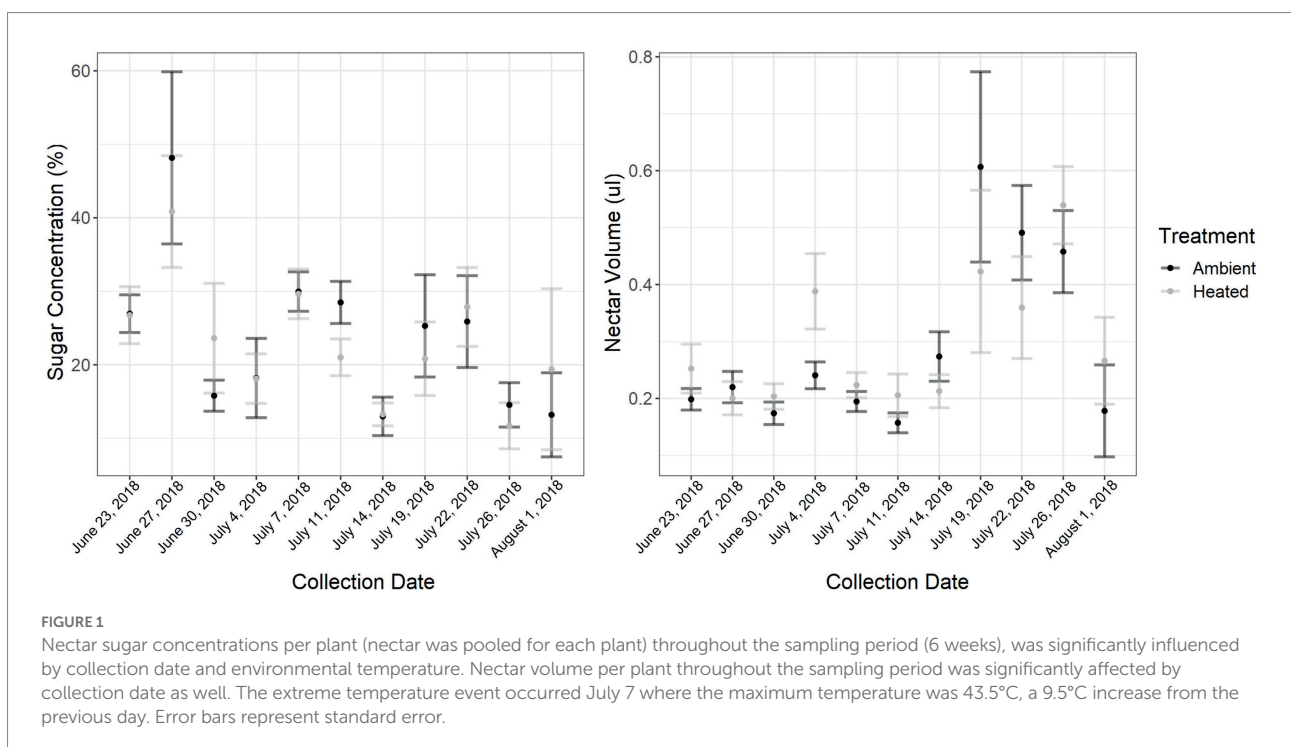 60
40
20
Sugar Concentration (%)
June 23, 2018
June 27, 2018
June 30, 2018
July 4, 2018
July 7, 2018
July 11, 2018
July 14, 2018
July 19, 2018
July 22, 2018
July 26, 2018
August 1, 2018
Collection Date
0.8
0.6
0.4
0.2
Nectar Volume (ul)
June 23, 2018
June 27, 2018
June 30, 2018
July 4, 2018
July 7, 2018
July 11, 2018
July 14, 2018
July 19, 2018
July 22, 2018
July 26, 2018
August 1, 2018
Collection Date
Treatment
Ambient
Heated
FIGURE 1
Nectar sugar concentrations per plant (nectar was pooled for each plant) throughout the sampling period (6 weeks), was significantly influenced
by collection date and environmental temperature. Nectar volume per plant throughout the sampling period was significantly affected by
collection date as well. The extreme temperature event occurred July 7 where the maximum temperature was 43.5°C, a 9.5°C increase from the
previous day. Error bars represent standard error.